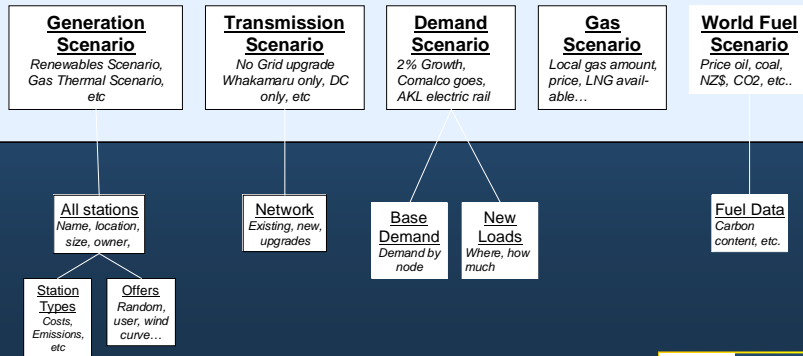 Generation
Scenario
Renewables Scenario,
Gas Thermal Scenario,
etc
Transmission
Scenario
No Grid upgrade
Whakamaru only, DC
only, etc
Demand
Scenario
2% Growth,
Comalco goes,
AKL electric rail
Gas
Scenario
Local gas amount,
price, LNG avail-
able…
World Fuel
Scenario
Price oil, coal,
NZ$, CO2, etc..
All stations
Name, location,
size, owner,
Network
Existing, new,
upgrades
Base
Demand
Demand by
node
New
Loads
Where, how
much
Fuel Data
Carbon
content, etc.
Station
Types
Costs,
Emissions,
etc
Offers
Random,
user, wind
curve…